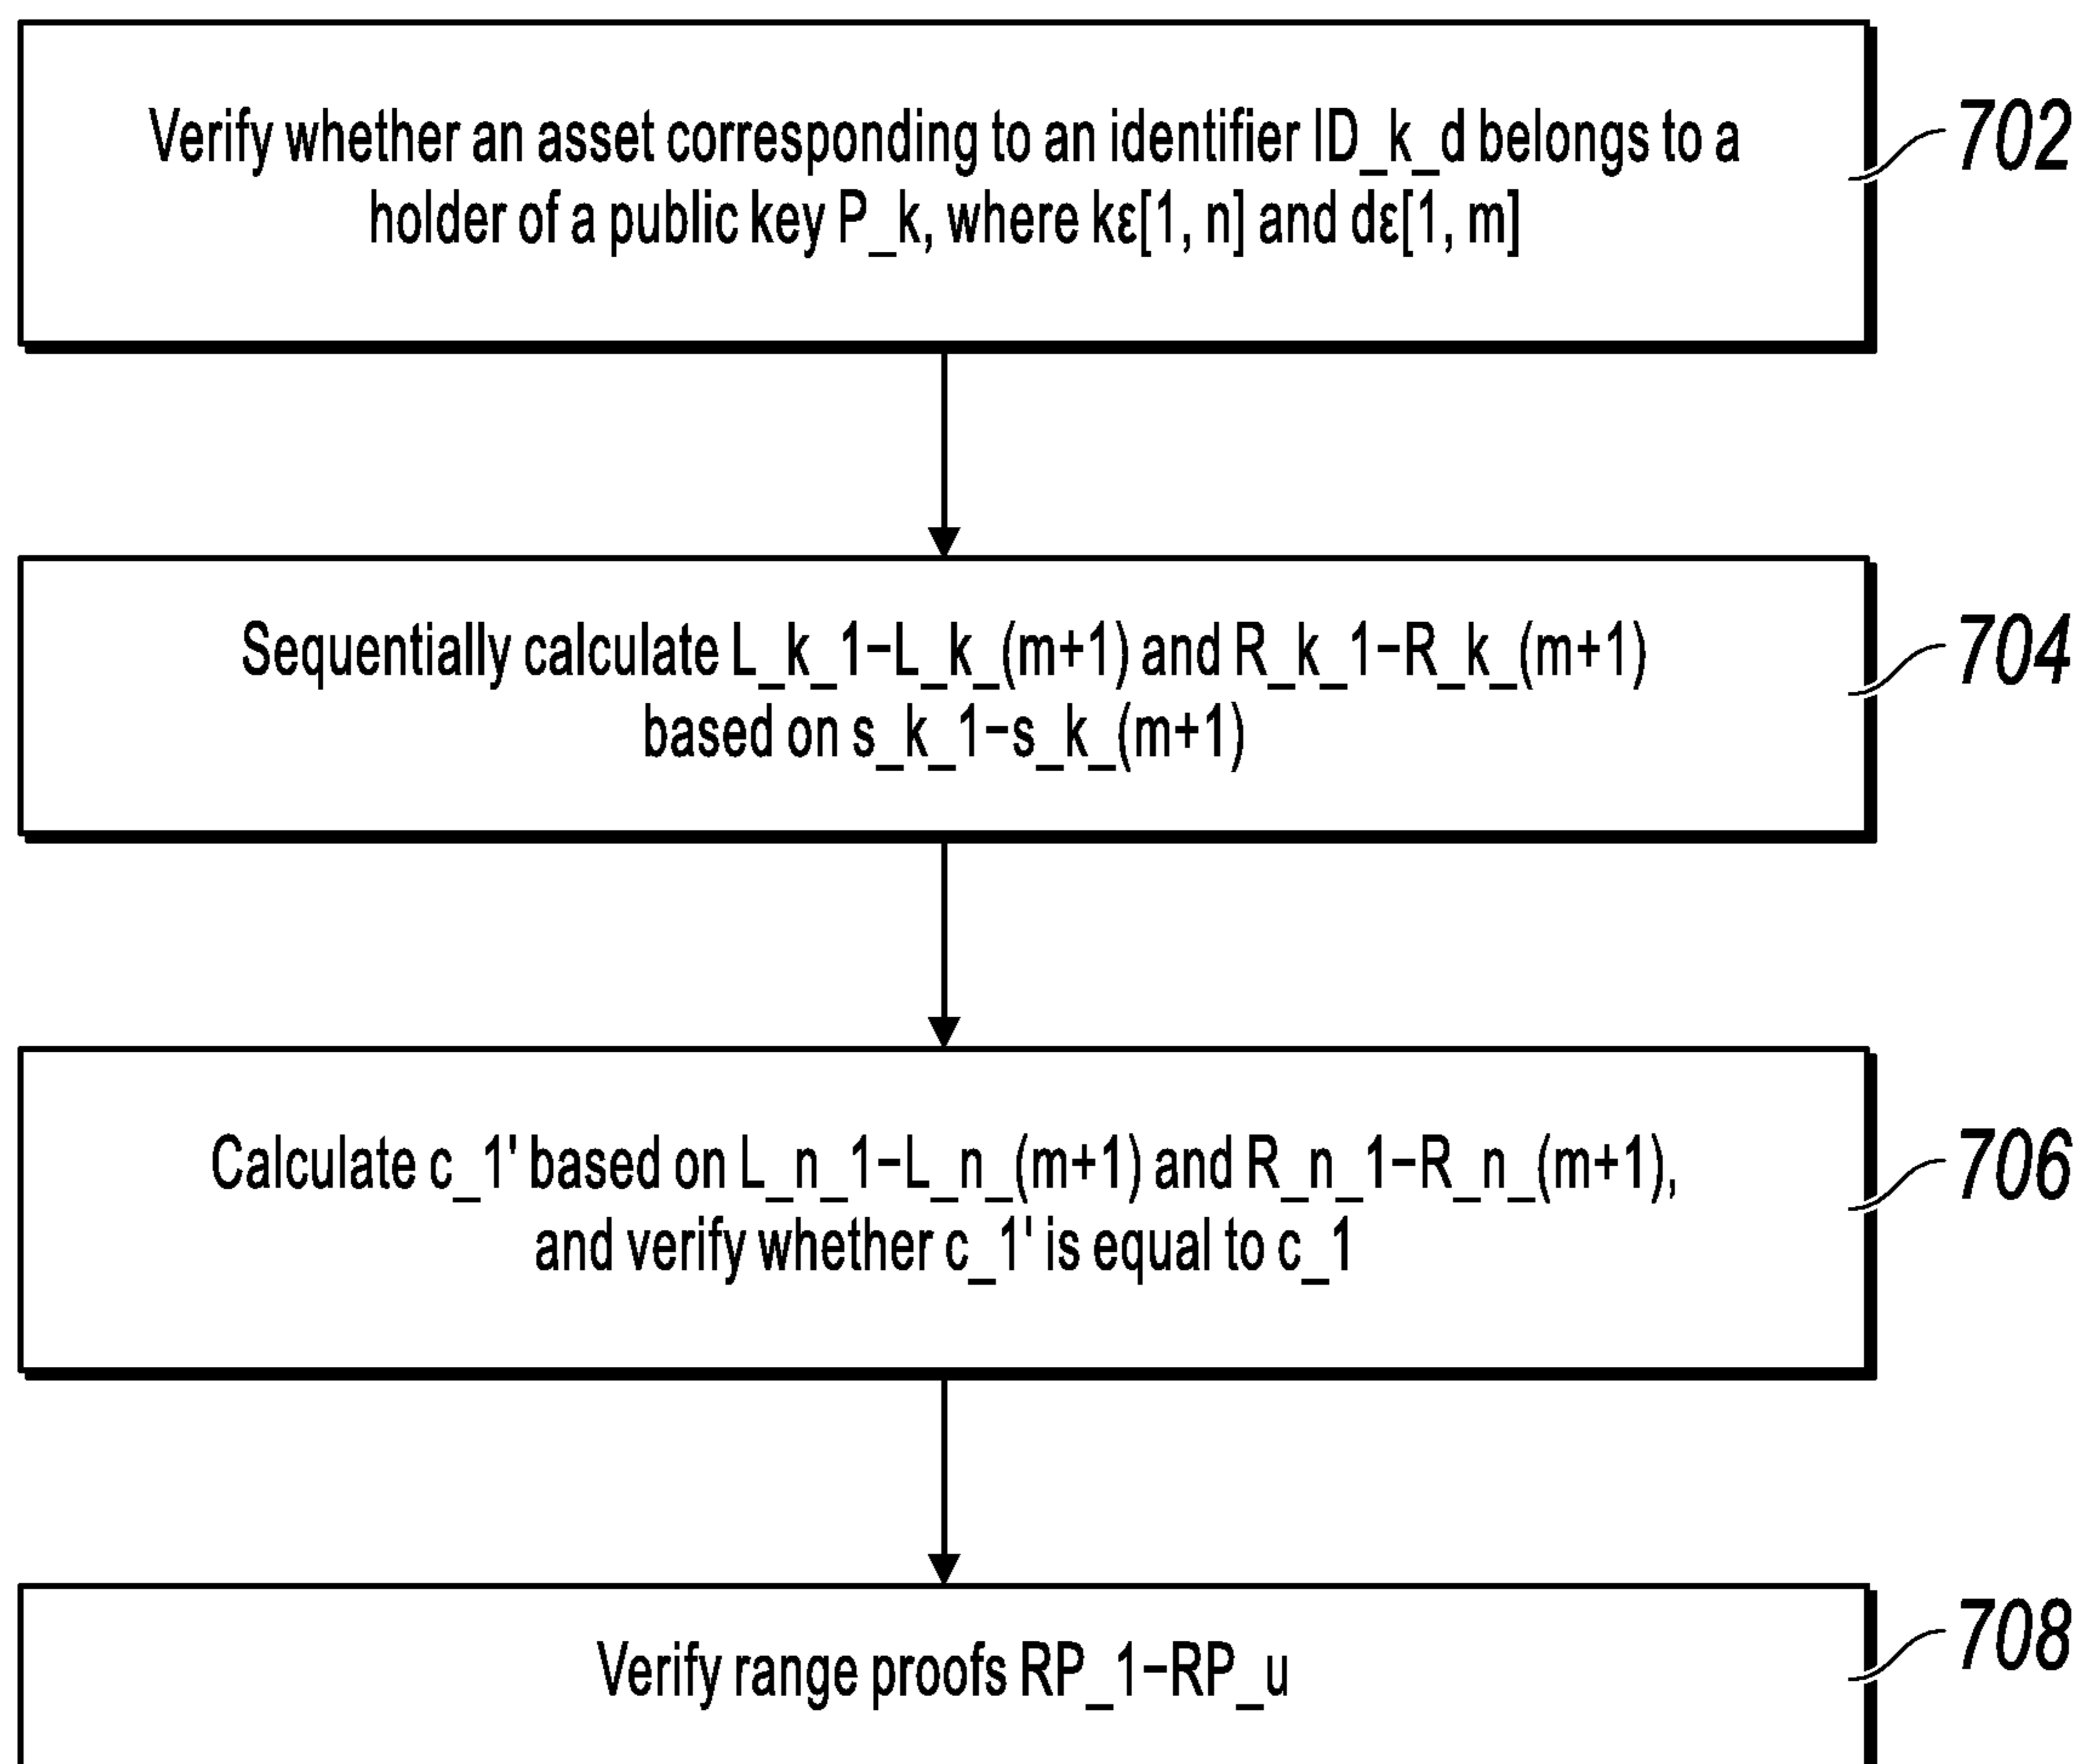 Verify whether an asset corresponding to an identifier ID_k_d belongs to a
holder of a public key P_k, where kε[1, n] and dε[1, m]
702
Sequentially calculate L_k_1−L_k_(m+1) and R_k_1−R_k_(m+1)
based on s_k_1−s_k_(m+1)
704
Calculate c_1' based on L_n_1−L_n_(m+1) and R_n_1−R_n_(m+1),
and verify whether c_1' is equal to c_1
706
Verify range proofs RP_1−RP_u
708